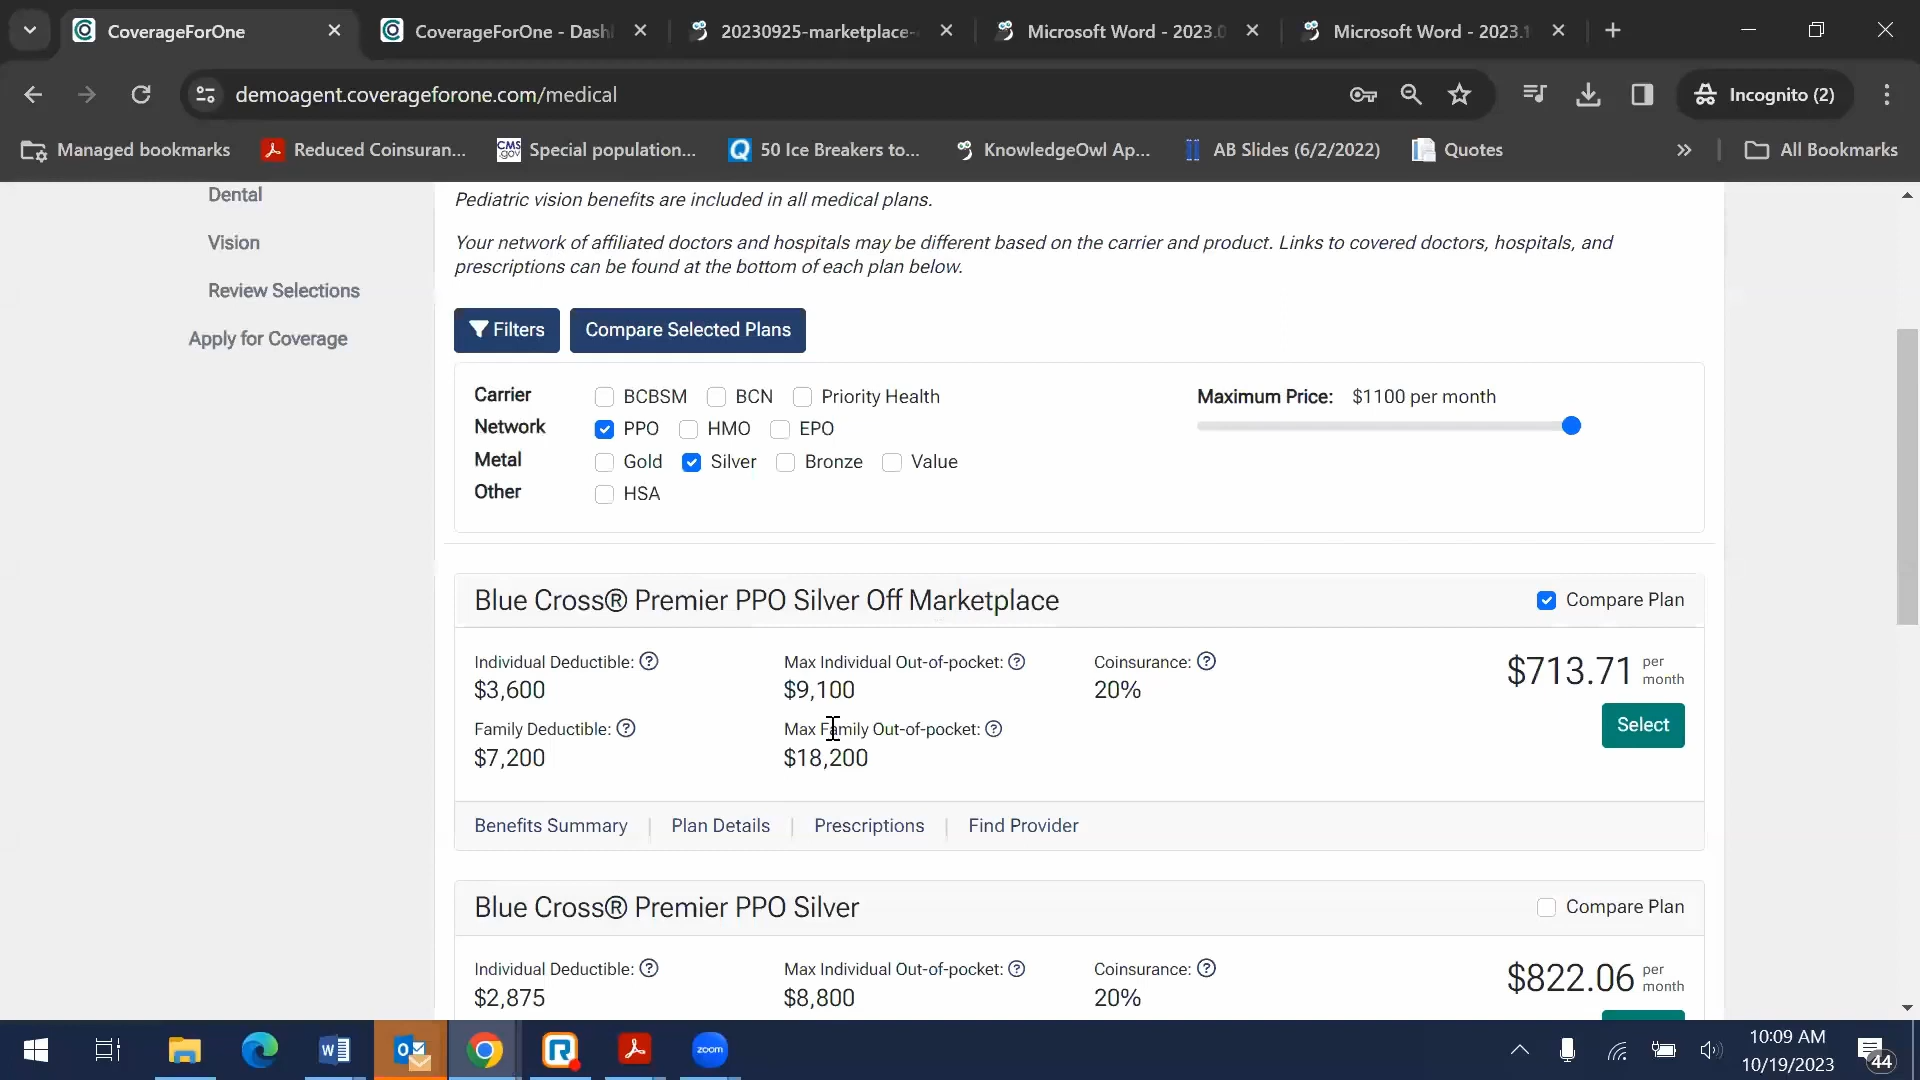 CoverageForOne
CoverageForOne - Dash
20230925-marketplace-
Microsoft Word - 2023.0
Microsoft Word - 2023.1
demoagent.coverageforone.com/medical
Incognito (2)
Managed bookmarks
Reduced Coinsuran...
CMS.gov
Special population...
50 Ice Breakers to...
KnowledgeOwl Ap...
AB Slides (6/2/2022)
Quotes
»
All Bookmarks
Dental
Vision
Review Selections
Apply for Coverage
Pediatric vision benefits are included in all medical plans.
Your network of affiliated doctors and hospitals may be different based on the carrier and product. Links to covered doctors, hospitals, and
prescriptions can be found at the bottom of each plan below.
Filters
Compare Selected Plans
Carrier BCBSM BCN Priority Health
Maximum Price: $1100 per month
Network PPO HMO EPO
Metal Gold Silver Bronze Value
Other HSA
Blue Cross® Premier PPO Silver Off Marketplace
Compare Plan
Individual Deductible: ?
$3,600
Max Individual Out-of-pocket: ?
$9,100
Coinsurance: ?
20%
$713.71 per month
Family Deductible: ?
$7,200
Max Family Out-of-pocket: ?
$18,200
Select
Benefits Summary | Plan Details | Prescriptions | Find Provider
Blue Cross® Premier PPO Silver
Compare Plan
Individual Deductible: ?
$2,875
Max Individual Out-of-pocket: ?
$8,800
Coinsurance: ?
20%
$822.06 per month
zoom
10:09 AM
10/19/2023
44